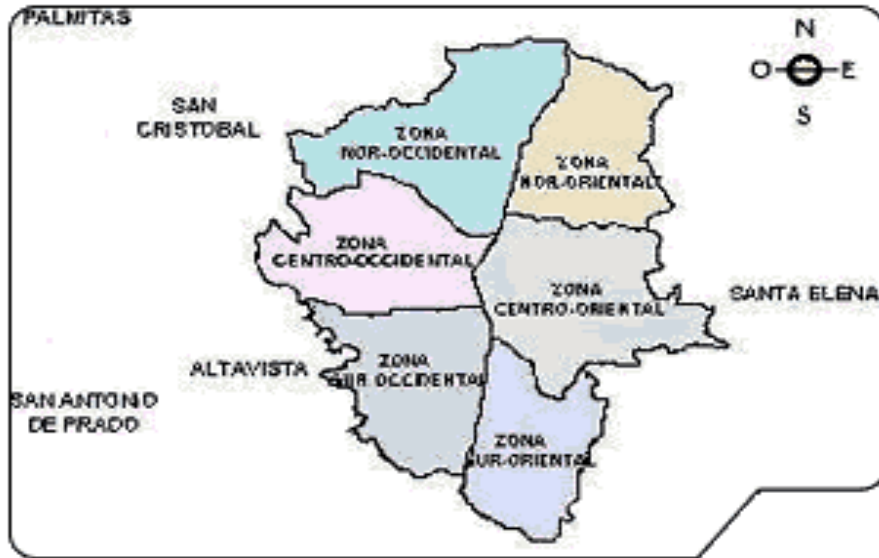 PALMITAS
N
O E
S
SAN
CRISTOBAL
ZONA
NOR-OCCIDENTAL
ZONA
NOR-ORIENTAL
ZONA
CENTRO-OCCIDENTAL
ZONA
CENTRO-ORIENTAL
SANTA ELENA
ALTAVISTA
ZONA
SUR-OCCIDENTAL
SAN ANTONIO
DE PRADO
ZONA
SUR-ORIENTAL